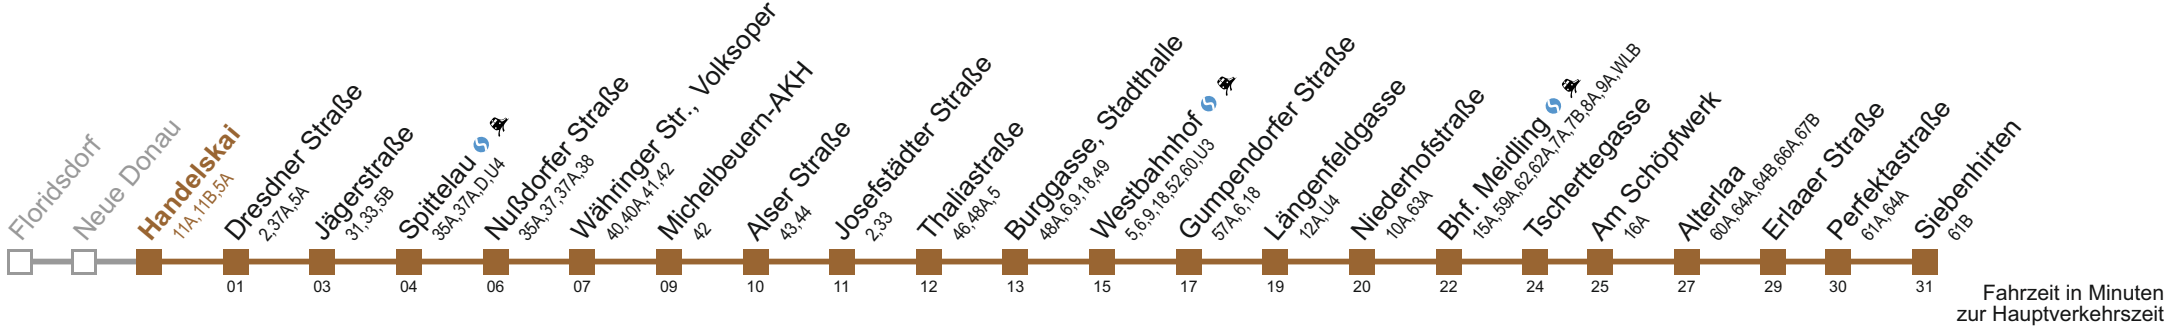 Floridsdorf
Neue Donau
Handelskai
11A,11B,5A
Dresdner Straße
2,37A,5A
Jägerstraße
31,33,5B
Spittelau
35A,37A,D,U4
Nußdorfer Straße
35A,37,37A,38
Währinger Str., Volksoper
40,40A,41,42
Michelbeuern-AKH
42
Alser Straße
43,44
Josefstädter Straße
2,33
Thaliastraße
46,48A,5
Burggasse, Stadthalle
48A,6,9,18,49
Westbahnhof
5,6,9,18,52,60,U3
Gumpendorfer Straße
57A,6,18
Längenfeldgasse
12A,U4
Niederhofstraße
10A,63A
Bhf. Meidling
15A,59A,62,62A,7A,7B,8A,9A,WLB
Tscherttegasse
Am Schöpfwerk
16A
Alterlaa
60A,64A,64B,66A,67B
Erlaaer Straße
Perfektastraße
61A,64A
Siebenhirten
61B
01 03 04 06 07 09 10 11 12 13 15 17 19 20 22 24 25 27 29 30 31
Fahrzeit in Minuten
zur Hauptverkehrszeit